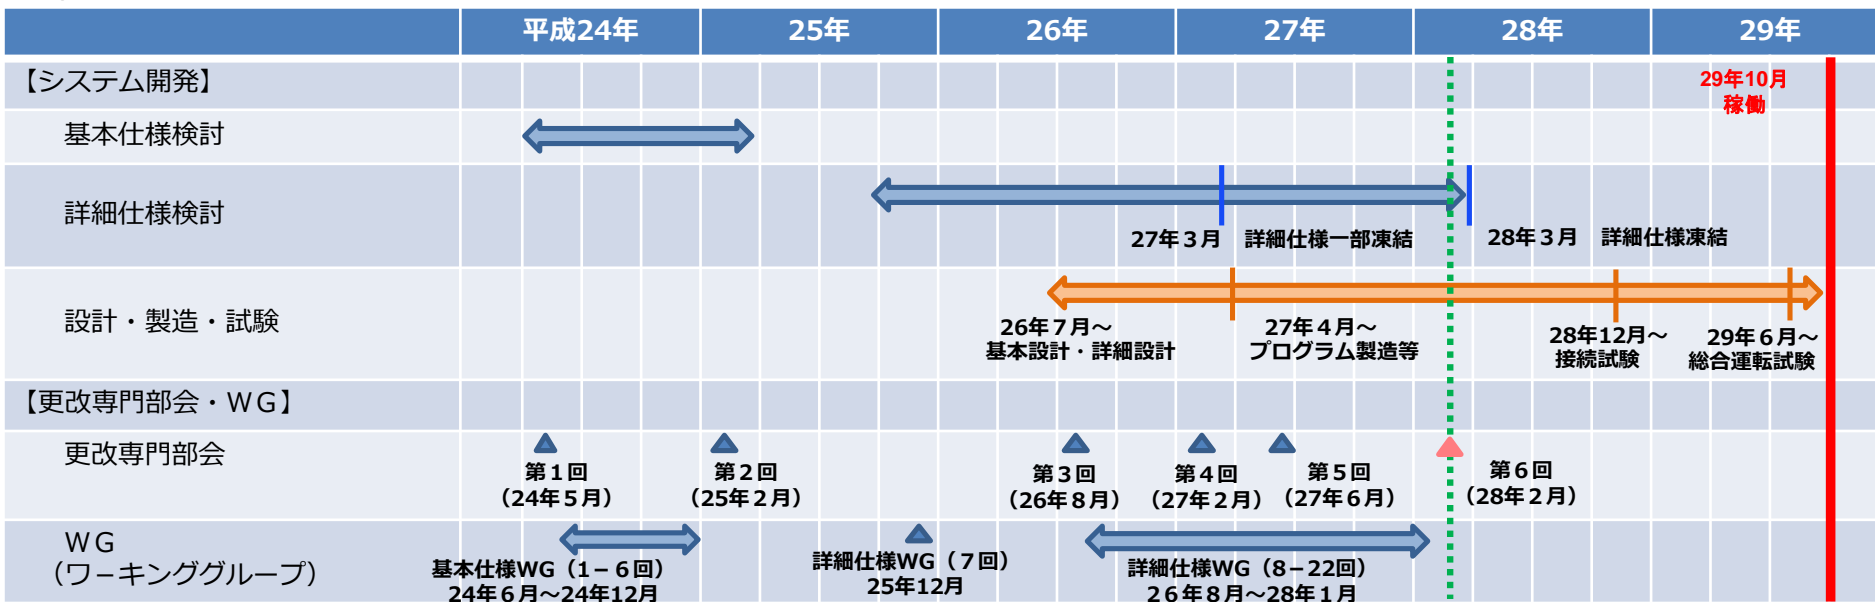 平成24年
25年
26年
27年
28年
29年
【システム開発】
29年10月
稼働
基本仕様検討
詳細仕様検討
27年３月　詳細仕様一部凍結
28年３月　詳細仕様凍結
設計・製造・試験
26年７月～
基本設計・詳細設計
27年４月～
プログラム製造等
28年12月～
接続試験
29年６月～
総合運転試験
【更改専門部会・ＷＧ】
更改専門部会
第１回
（24年５月）
第２回
（25年２月）
第３回
（26年８月）
第４回
（27年２月）
第５回
（27年６月）
第６回
（28年２月）
ＷＧ
（ワーキンググループ）
基本仕様WG（1－６回）
24年６月～24年12月
詳細仕様WG（７回）
25年12月
詳細仕様WG（8－22回）
２６年８月～28年１月